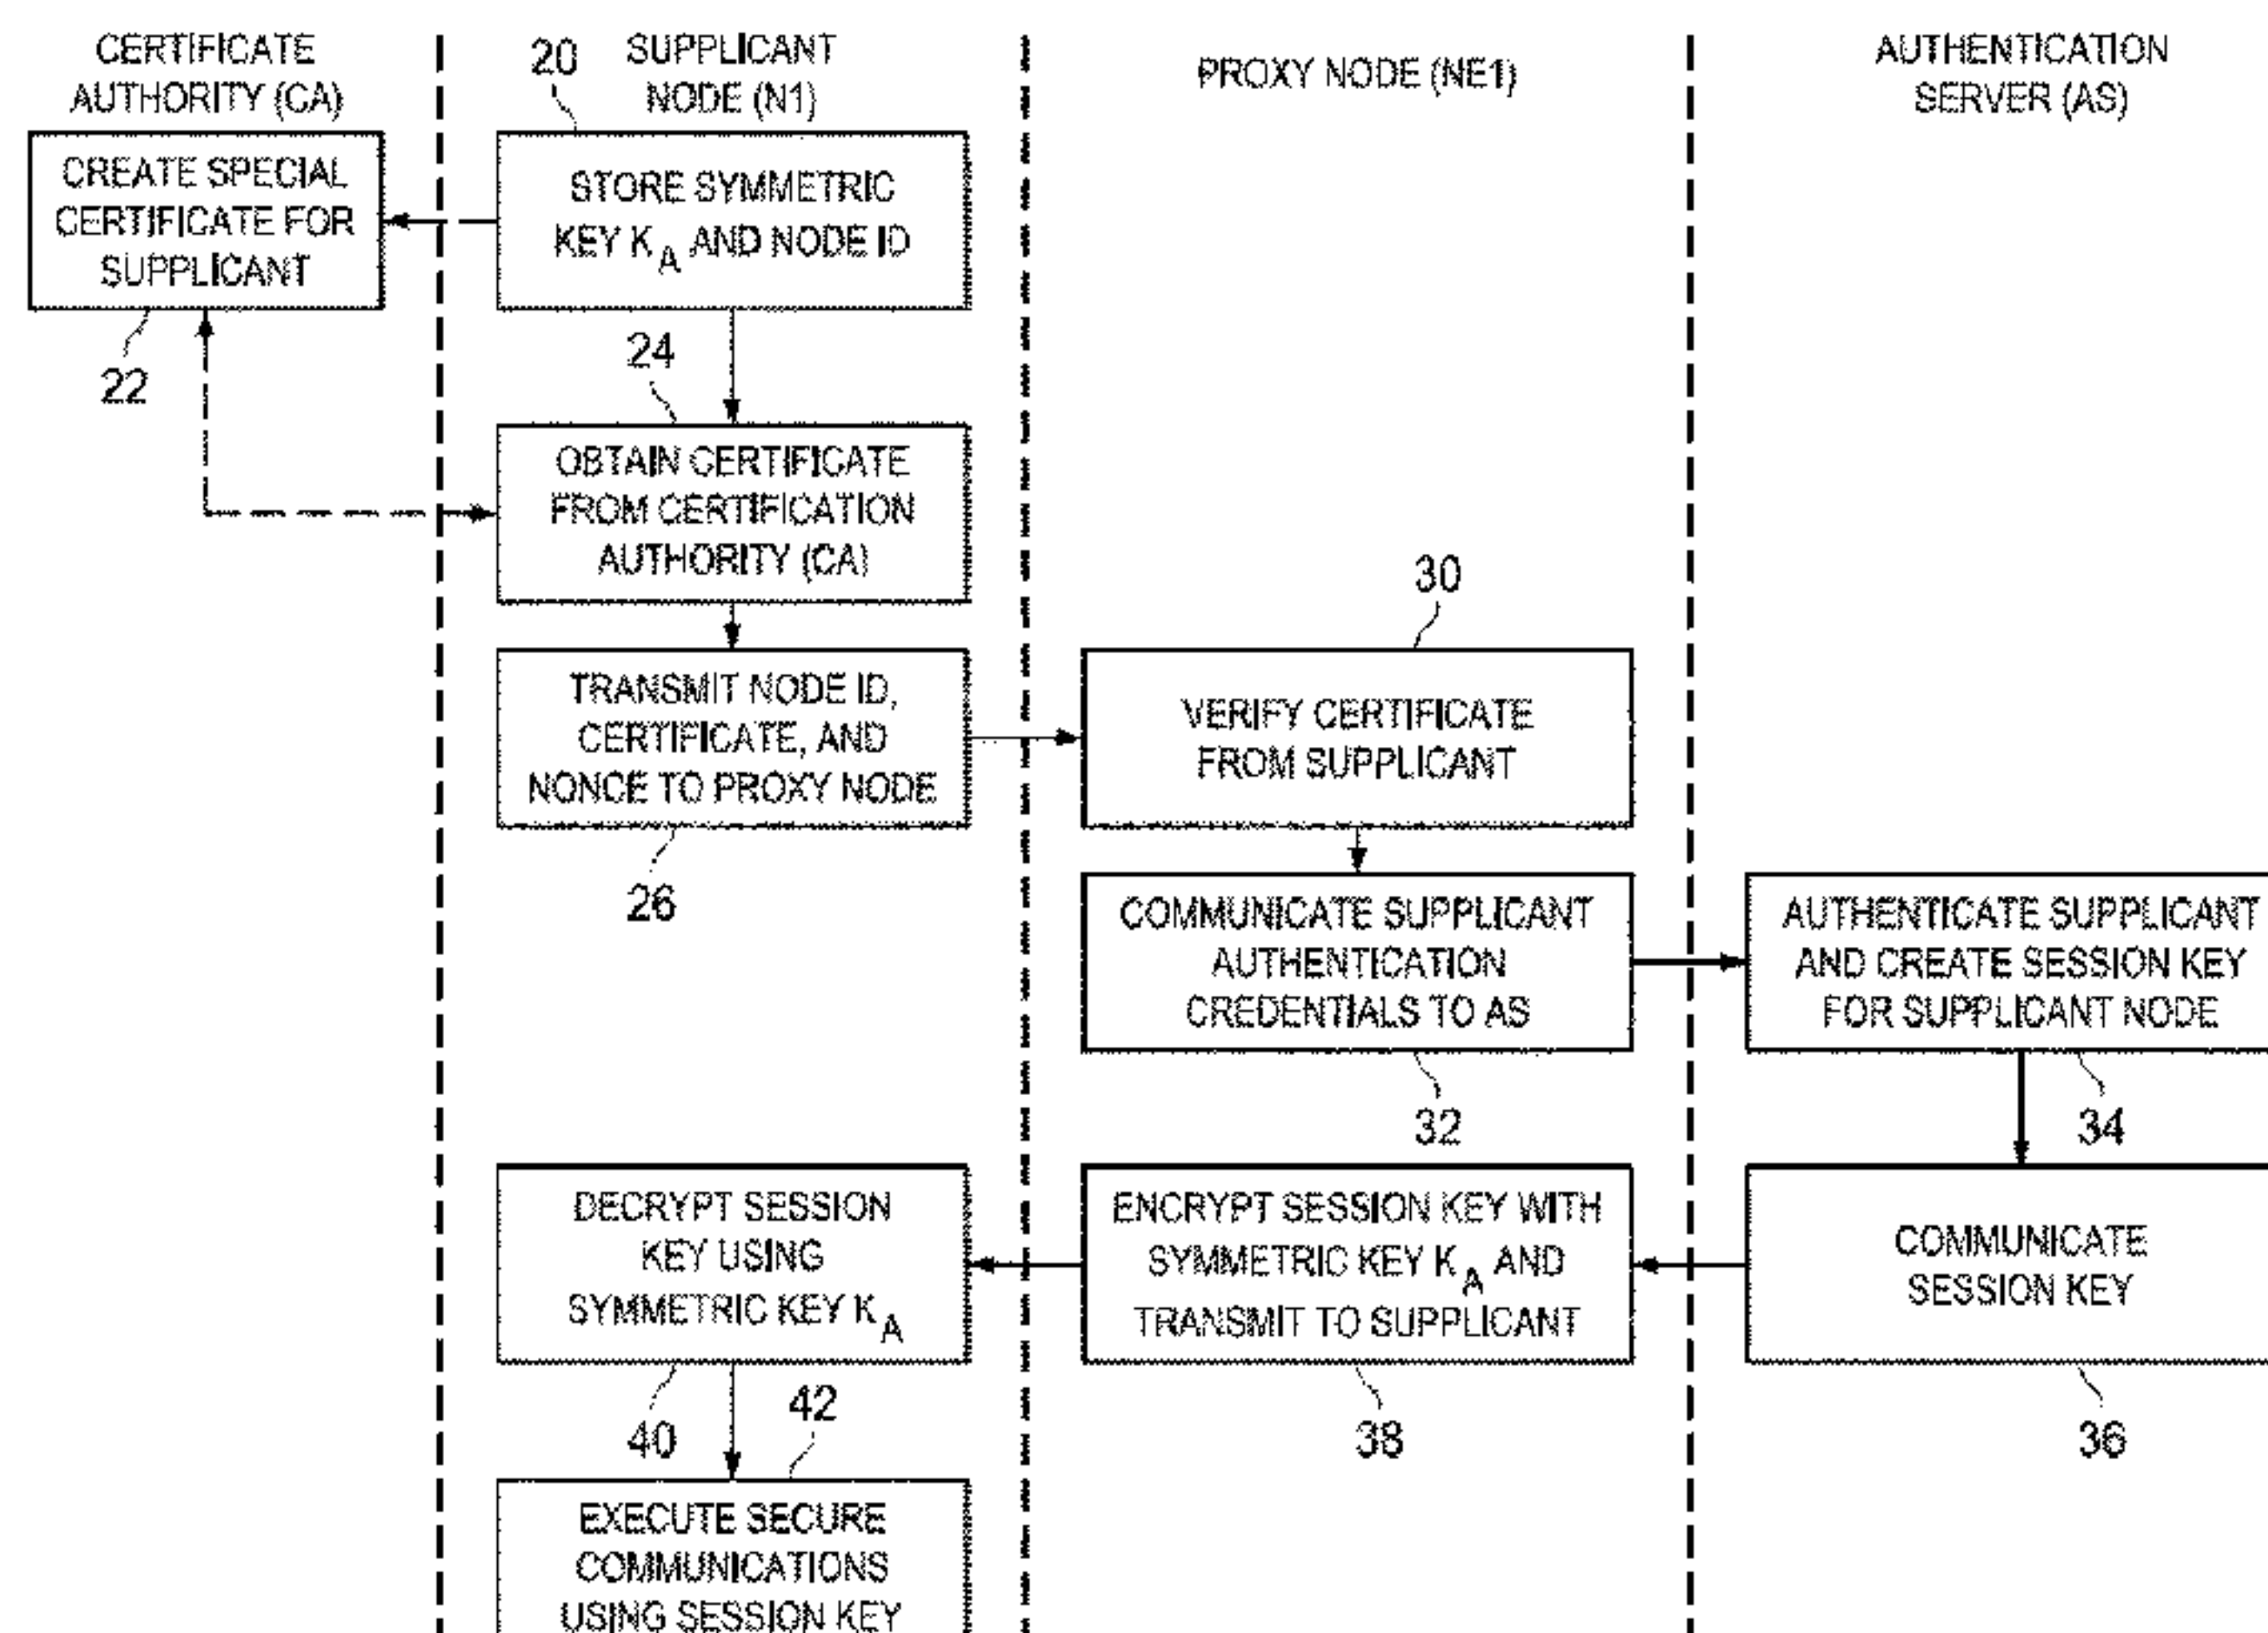 CERTIFICATE
AUTHORITY (CA)
20
SUPPLICANT
NODE (N1)
PROXY NODE (NE1)
AUTHENTICATION
SERVER (AS)
CREATE SPECIAL
CERTIFICATE FOR
SUPPLICANT
22
STORE SYMMETRIC
KEY K A AND NODE ID
24
OBTAIN CERTIFICATE
FROM CERTIFICATION
AUTHORITY (CA)
TRANSMIT NODE ID,
CERTIFICATE, AND
NONCE TO PROXY NODE
26
30
VERIFY CERTIFICATE
FROM SUPPLICANT
COMMUNICATE SUPPLICANT
AUTHENTICATION
CREDENTIALS TO AS
32
AUTHENTICATE SUPPLICANT
AND CREATE SESSION KEY
FOR SUPPLICANT NODE
34
DECRYPT SESSION
KEY USING
SYMMETRIC KEY K A
40
ENCRYPT SESSION KEY WITH
SYMMETRIC KEY K A AND
TRANSMIT TO SUPPLICANT
38
COMMUNICATE
SESSION KEY
36
42
EXECUTE SECURE
COMMUNICATIONS
USING SESSION KEY